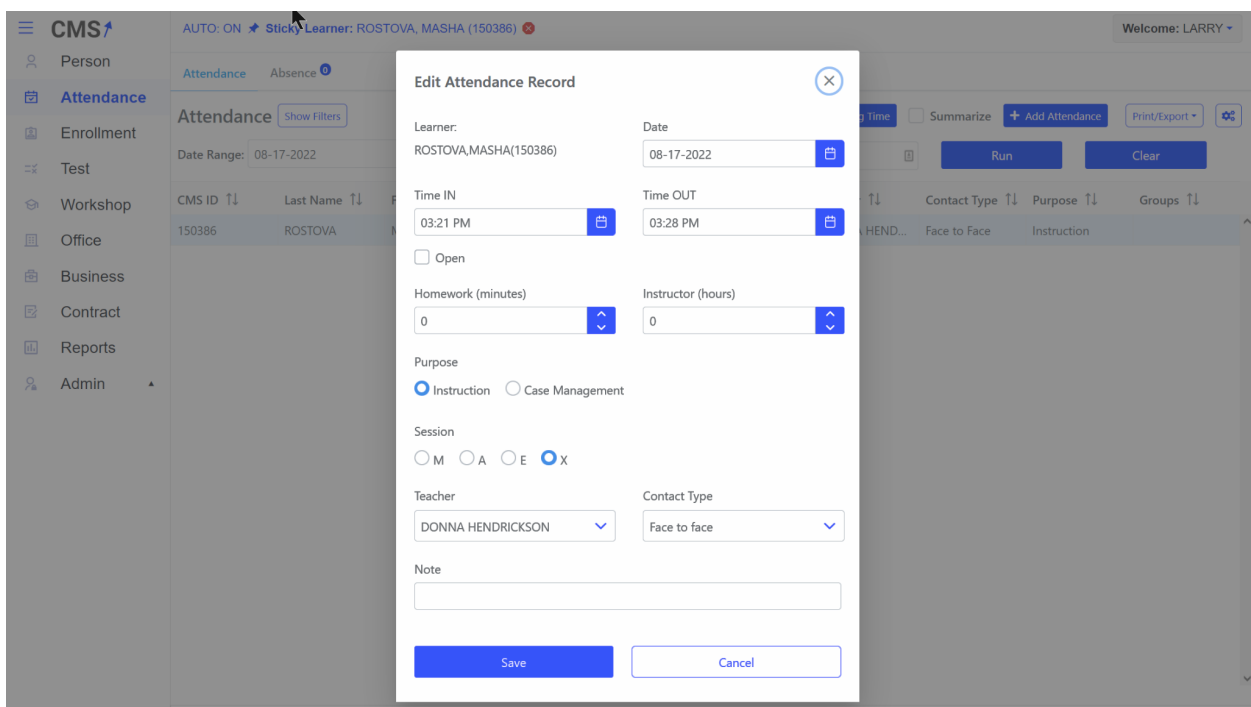 CMS
AUTO: ON Sticky Learner: ROSTOVA, MASHA (150386)
Welcome: LARRY
Person
Attendance
Enrollment
Test
Workshop
Office
Business
Contract
Reports
Admin
Attendance Absence 0
Attendance Show Filters
Time Summarize + Add Attendance Print/Export
Date Range: 08-17-2022
Run Clear
CMS ID Last Name
Contact Type Purpose Groups
150386 ROSTOVA
HEND... Face to Face Instruction
Edit Attendance Record
Learner: Date
ROSTOVA,MASHA(150386) 08-17-2022
Time IN Time OUT
03:21 PM 03:28 PM
Open
Homework (minutes) Instructor (hours)
0 0
Purpose
Instruction Case Management
Session
M A E X
Teacher Contact Type
DONNA HENDRICKSON Face to face
Note
Save Cancel